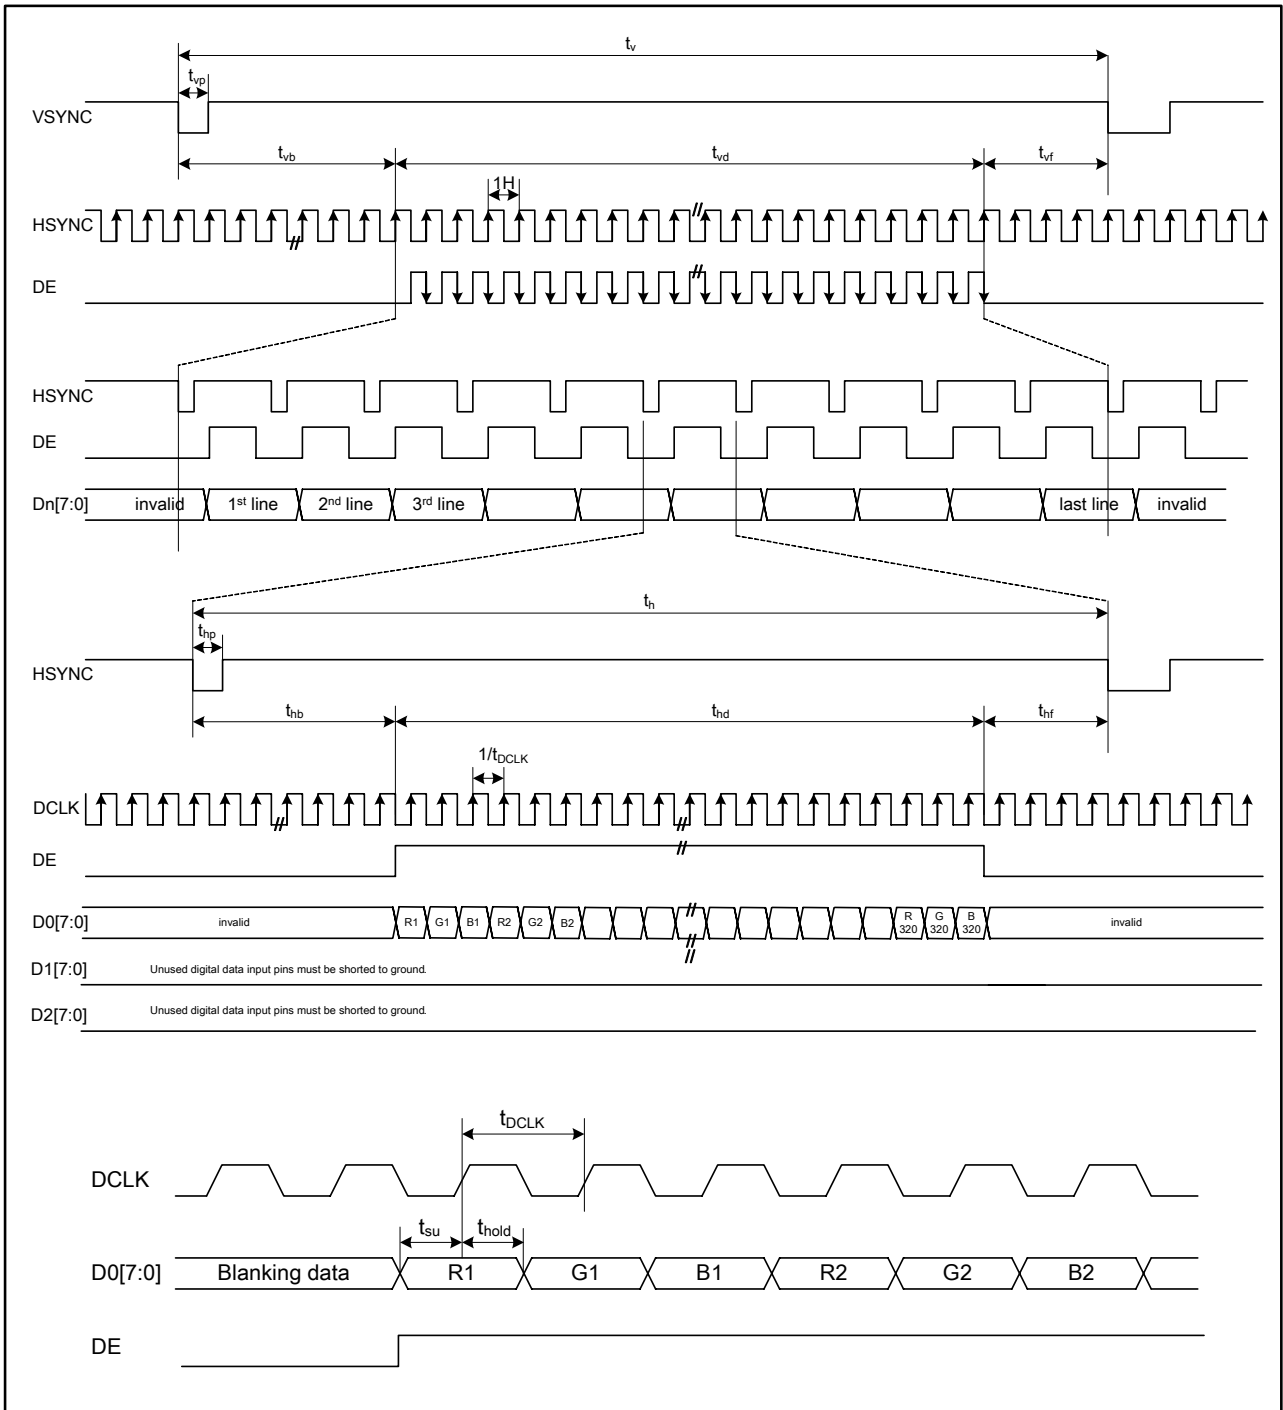 tv
tvp
VSYNC
tvb
tvd
tvf
1H
HSYNC
DE
HSYNC
DE
Dn[7:0]
invalid
1st line
2nd line
3rd line
last line
invalid
th
thp
HSYNC
thb
thd
thf
1/tDCLK
DCLK
DE
D0[7:0]
invalid
R1
G1
B1
R2
G2
B2
R
320
G
320
B
320
invalid
D1[7:0]
Unused digital data input pins must be shorted to ground.
D2[7:0]
Unused digital data input pins must be shorted to ground.
tDCLK
DCLK
tsu
thold
D0[7:0]
Blanking data
R1
G1
B1
R2
G2
B2
DE